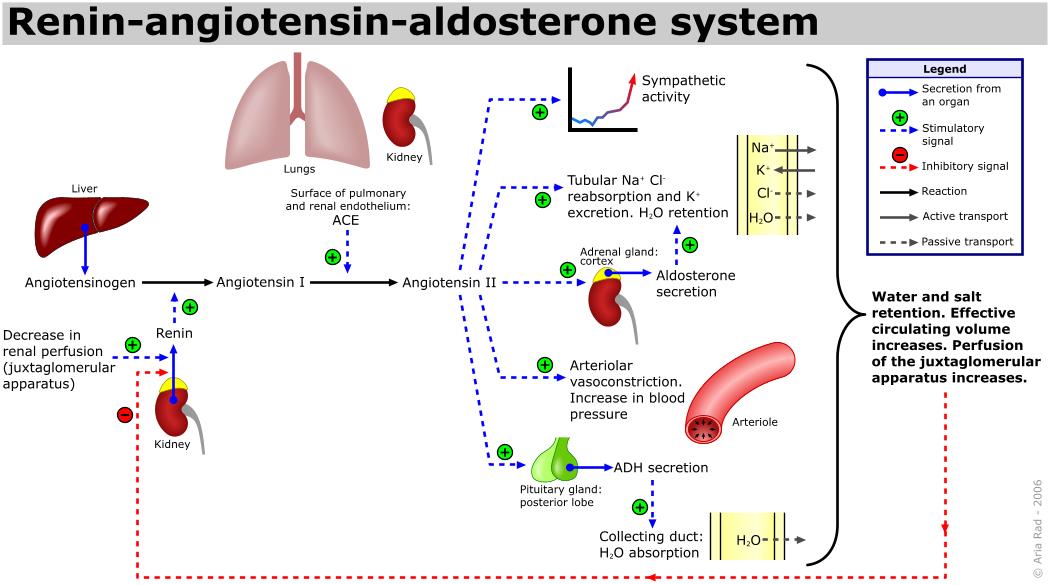 Renin-angiotensin-aldosterone system
Lungs
Kidney
Liver
Surface of pulmonary
and renal endothelium:
ACE
Angiotensinogen
Angiotensin I
Angiotensin II
Renin
Decrease in
renal perfusion
(juxtaglomerular
apparatus)
Kidney
Sympathetic
activity
Tubular Na⁺ Cl⁻
reabsorption and K⁺
excretion. H₂O retention
Na⁺
K⁺
Cl⁻
H₂O
Adrenal gland:
cortex
Aldosterone
secretion
Arteriolar
vasoconstriction.
Increase in blood
pressure
Arteriole
Pituitary gland:
posterior lobe
ADH secretion
Collecting duct:
H₂O absorption
H₂O
Legend
Secretion from
an organ
Stimulatory
signal
Inhibitory signal
Reaction
Active transport
Passive transport
Water and salt
retention. Effective
circulating volume
increases. Perfusion
of the juxtaglomerular
apparatus increases.
© Aria Rad - 2006